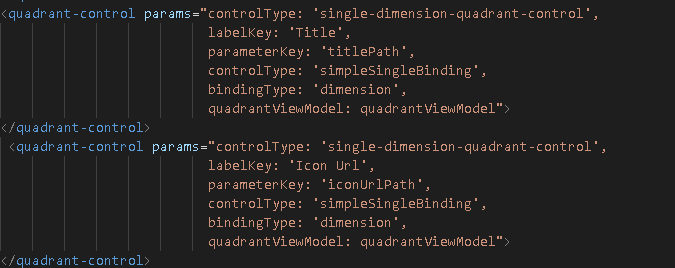 <quadrant-control params="controlType: 'single-dimension-quadrant-control',
labelKey: 'Title',
parameterKey: 'titlePath',
controlType: 'simpleSingleBinding',
bindingType: 'dimension',
quadrantViewModel: quadrantViewModel">
</quadrant-control>
<quadrant-control params="controlType: 'single-dimension-quadrant-control',
labelKey: 'Icon Url',
parameterKey: 'iconUrlPath',
controlType: 'simpleSingleBinding',
bindingType: 'dimension',
quadrantViewModel: quadrantViewModel">
</quadrant-control>